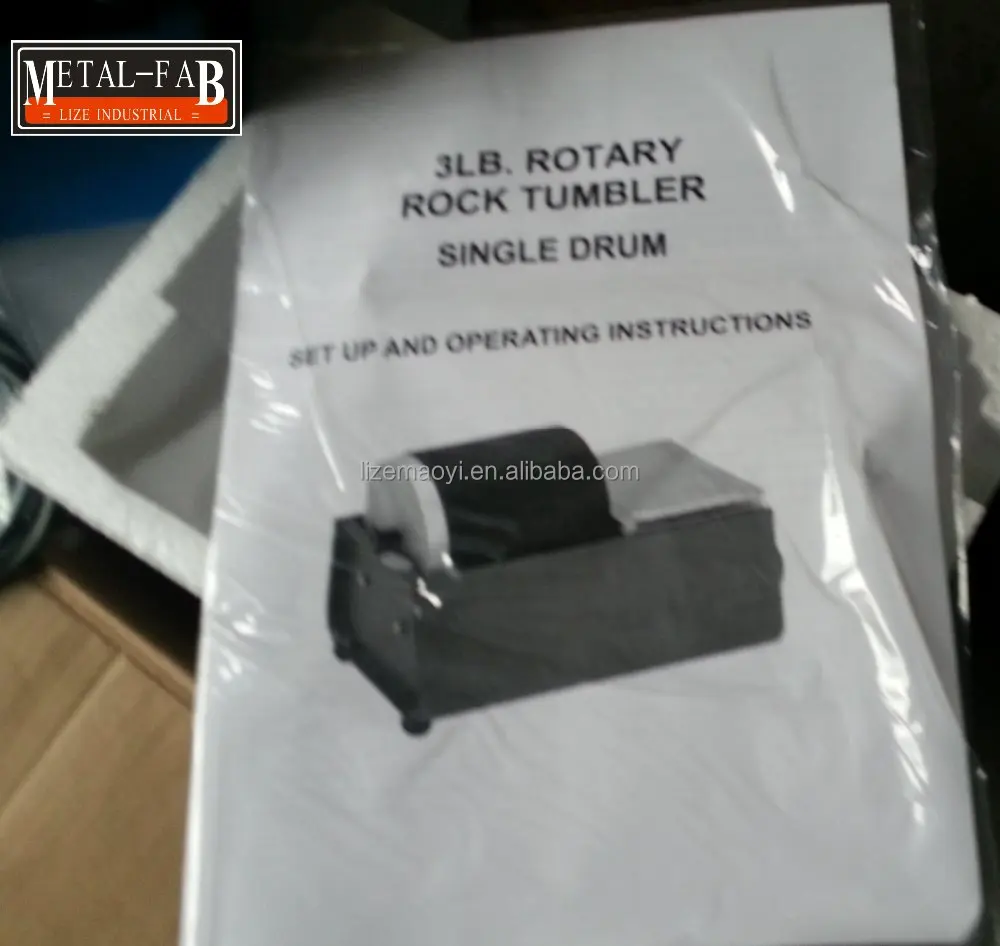 METAL-FAB
= LIZE INDUSTRIAL =
3LB. ROTARY
ROCK TUMBLER
SINGLE DRUM
SET UP AND OPERATING INSTRUCTIONS
lizemaoyi.en.alibaba.com